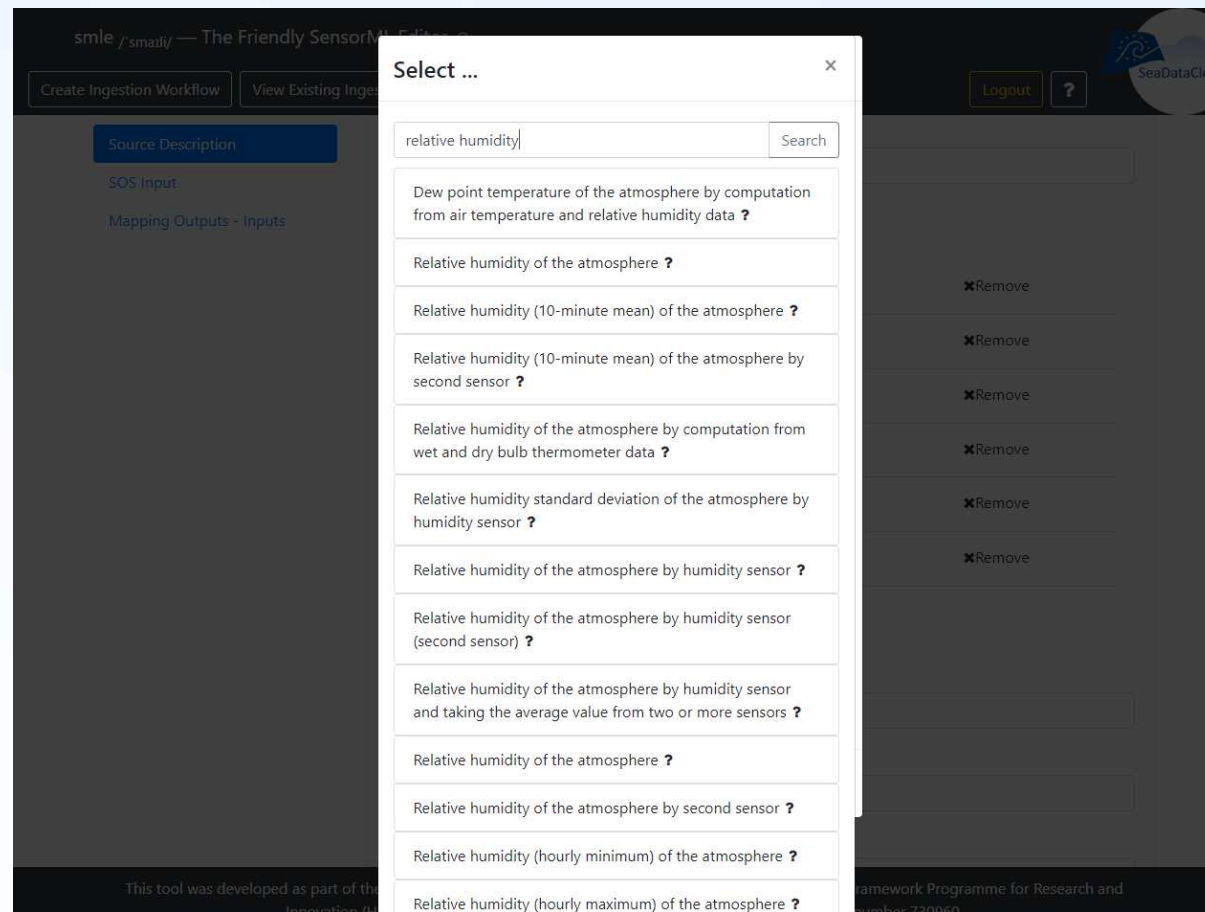 smle /ˈsmaɪli/ — The Friendly SensorML Editor
Create Ingestion Workflow
View Existing Inges
Logout
?
SeaDataCl
Source Description
SOS Input
Mapping Outputs - Inputs
Select ...
×
relative humidity
Search
Dew point temperature of the atmosphere by computation
from air temperature and relative humidity data ?
Relative humidity of the atmosphere ?
Relative humidity (10-minute mean) of the atmosphere ?
Relative humidity (10-minute mean) of the atmosphere by
second sensor ?
Relative humidity of the atmosphere by computation from
wet and dry bulb thermometer data ?
Relative humidity standard deviation of the atmosphere by
humidity sensor ?
Relative humidity of the atmosphere by humidity sensor ?
Relative humidity of the atmosphere by humidity sensor
(second sensor) ?
Relative humidity of the atmosphere by humidity sensor
and taking the average value from two or more sensors ?
Relative humidity of the atmosphere ?
Relative humidity of the atmosphere by second sensor ?
Relative humidity (hourly minimum) of the atmosphere ?
Relative humidity (hourly maximum) of the atmosphere ?
✖Remove
✖Remove
✖Remove
✖Remove
✖Remove
✖Remove
This tool was developed as part of the
ramework Programme for Research and
Innovation (H
number 730960